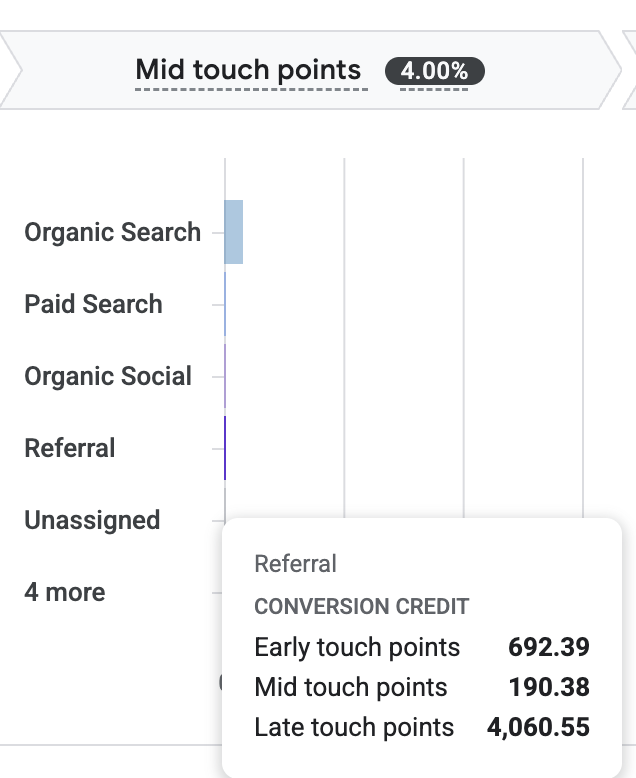 Mid touch points 4.00%
Organic Search
Paid Search
Organic Social
Referral
Unassigned
4 more
Referral
CONVERSION CREDIT
Early touch points 692.39
Mid touch points 190.38
Late touch points 4,060.55